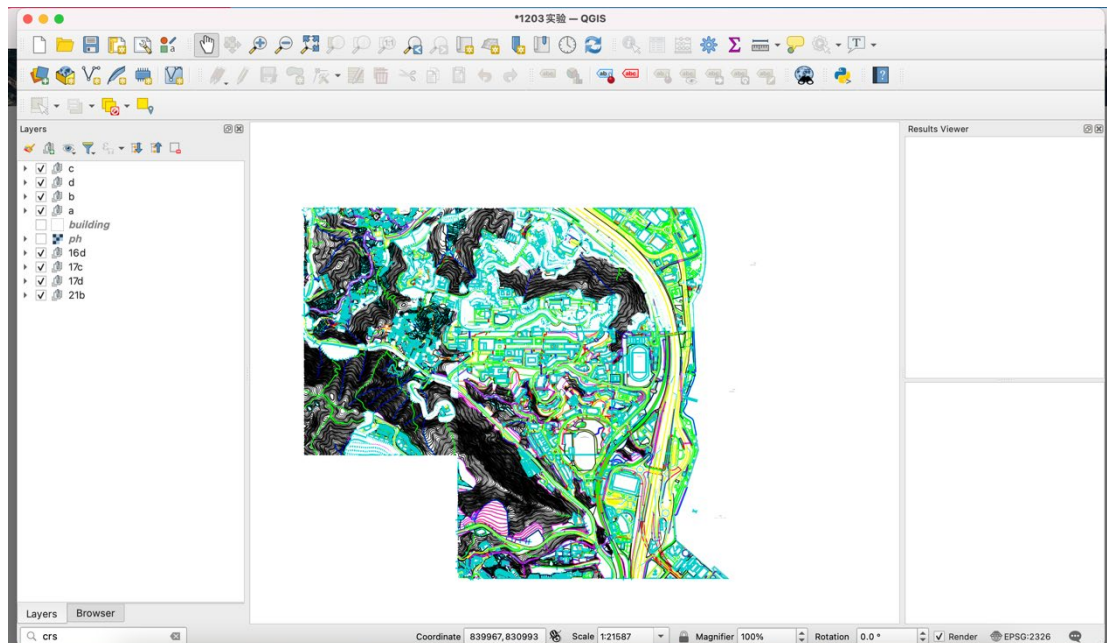 *1203实验 — QGIS
Layers
c
d
b
a
building
ph
16d
17c
17d
21b
Results Viewer
Layers
Browser
crs
Coordinate 839967,830993 Scale 1:21587 Magnifier 100% Rotation 0.0 ° Render EPSG:2326